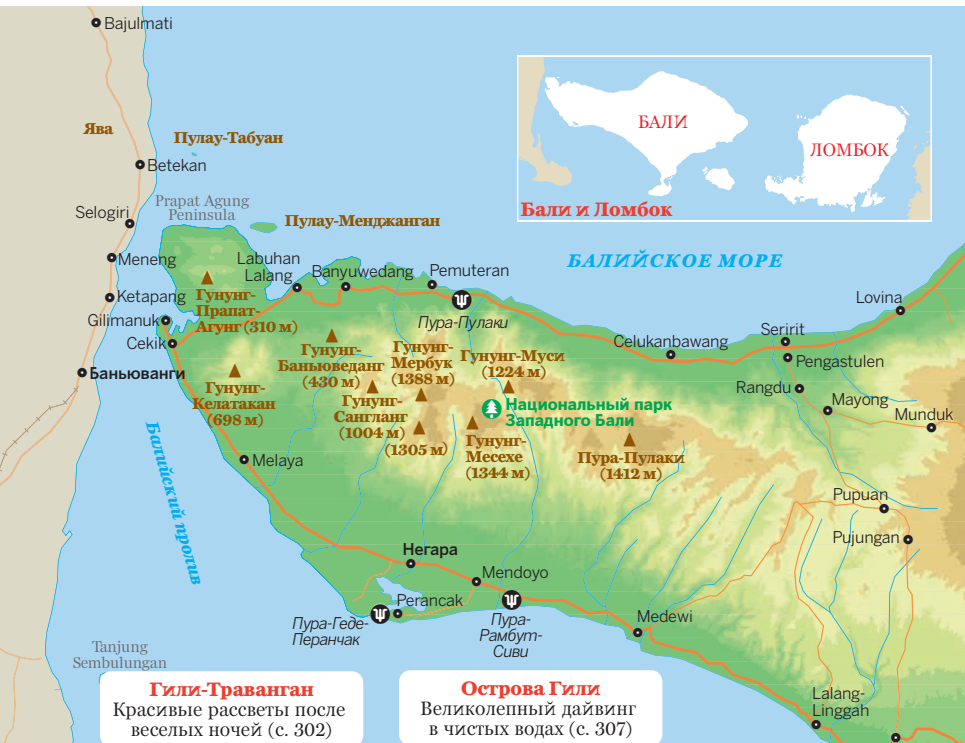 Bajulmati
Ява
Пулау-Табуан
Betekan
Prapat Agung
Peninsula
Selogiri
Пулау-Менджанган
БАЛИ
ЛОМБОК
Бали и Ломбок
БАЛИЙСКОЕ МОРЕ
Meneng
Labuhan
Lalang
Banyuwedang
Pemuteran
Ketapang
Гунунг-
Прапат-
Агунг (310 м)
Gilimanuk
Пура-Пулаки
Lovina
Cekik
Celukanbawang
Seririt
Pengastulen
Баньюванги
Гунунг-
Баньюведанг
(430 м)
Гунунг-
Мербук
(1388 м)
Гунунг-Муси
(1224 м)
Гунунг-
Келатакан
(698 м)
Гунунг-
Сангланг
(1004 м)
(1305 м)
Национальный парк
Западного Бали
Гунунг-
Месехе
(1344 м)
Пура-Пулаки
(1412 м)
Rangdu
Mayong
Munduk
Балийский пролив
Melaya
Pupuan
Pujungan
Негара
Mendoyo
Perancak
Пура-Геде-
Перанчак
Пура-
Рамбут-
Сиви
Medewi
Tanjung
Sembulungan
Lalang-
Linggah
Гили-Траванган
Красивые рассветы после
веселых ночей (с. 302)
Острова Гили
Великолепный дайвинг
в чистых водах (с. 307)